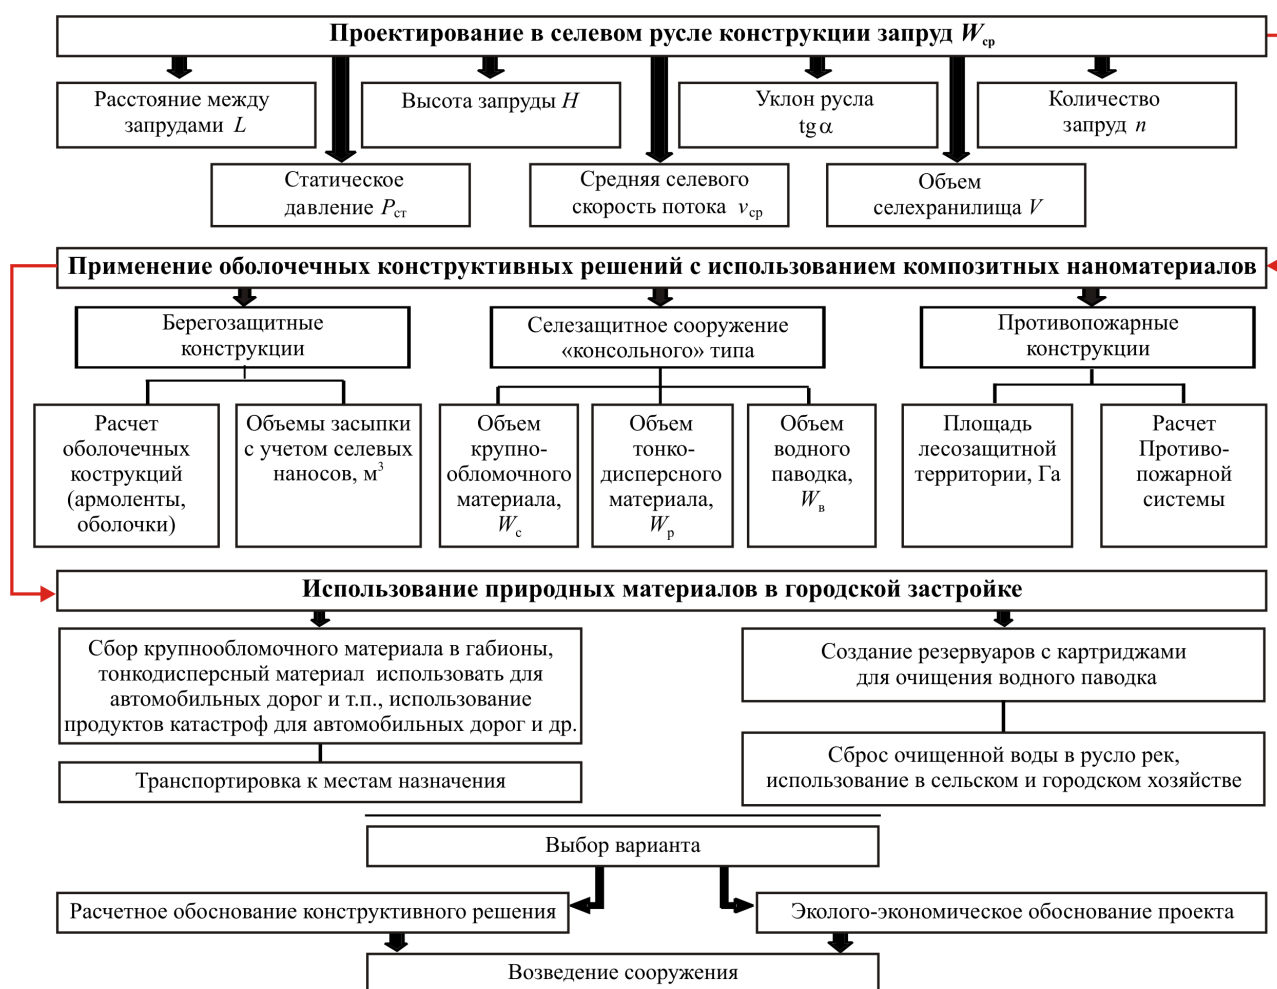 Проектирование в селевом русле конструкции запруд Wср
Расстояние между
запрудами L
Высота запруды H
Уклон русла
tg α
Количество
запруд n
Статическое
давление Pст
Средняя селевого
скорость потока vср
Объем
селехранилища V
Применение оболочечных конструктивных решений с использованием композитных наноматериалов
Берегозащитные
конструкции
Селезащитное сооружение
«консольного» типа
Противопожарные
конструкции
Расчет
оболочечных
кострукций
(армоленты,
оболочки)
Объемы засыпки
с учетом селевых
наносов, м³
Объем
крупно-
обломочного
материала,
Wс
Объем
тонко-
дисперсного
материала,
Wр
Объем
водного
паводка,
Wв
Площадь
лесозащитной
территории, Га
Расчет
Противо-
пожарной
системы
Использование природных материалов в городской застройке
Сбор крупнообломочного материала в габионы,
тонкодисперсный материал использовать для
автомобильных дорог и т.п., использование
продуктов катастроф для автомобильных дорог и др.
Транспортировка к местам назначения
Создание резервуаров с картриджами
для очищения водного паводка
Сброс очищенной воды в русло рек,
использование в сельском и городском хозяйстве
Выбор варианта
Расчетное обоснование конструктивного решения
Эколого-экономическое обоснование проекта
Возведение сооружения